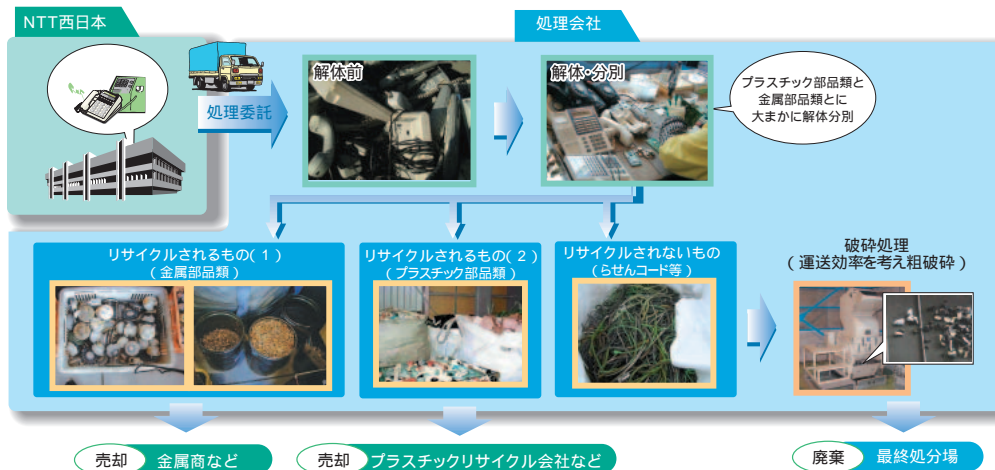 NTT西日本
処理会社
処理委託
解体前
解体・分別
プラスチック部品類と
金属部品類とに
大まかに解体分別
リサイクルされるもの(1)
(金属部品類)
リサイクルされるもの(2)
(プラスチック部品類)
リサイクルされないもの
(らせんコード等)
破砕処理
(運送効率を考え粗破砕)
売却 金属商など
売却 プラスチックリサイクル会社など
廃棄 最終処分場